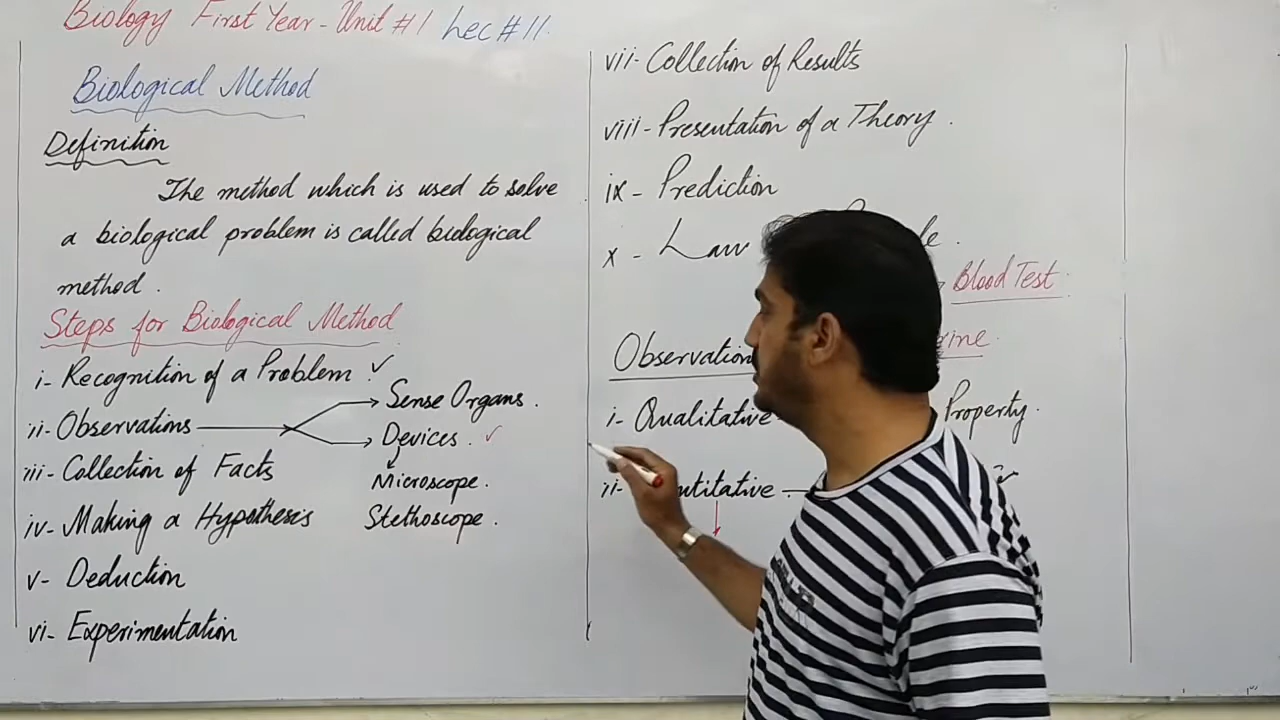 Biology First Year - Unit #1 Lec #11.
Biological Method
Definition
The method which is used to solve
a biological problem is called biological
method.
Steps for Biological Method
i- Recognition of a Problem. ✓
ii- Observations → Sense Organs.
Devices. ✓
Microscope.
Stethoscope.
iii- Collection of Facts
iv- Making a Hypothesis
v- Deduction
vi- Experimentation
vii- Collection of Results
viii- Presentation of a Theory.
ix- Prediction
x- Law
Blood Test
Observation
i- Qualitative Property.
ii-